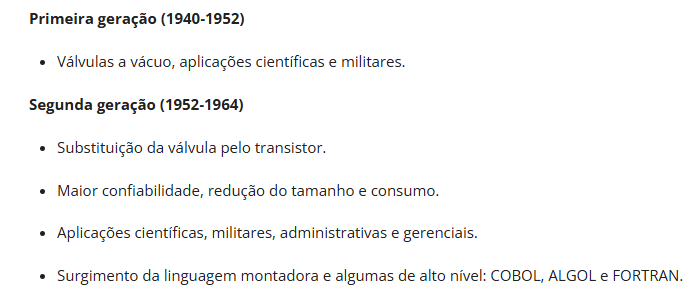 Primeira geração (1940-1952)
Válvulas a vácuo, aplicações científicas e militares.
Segunda geração (1952-1964)
Substituição da válvula pelo transistor.
Maior confiabilidade, redução do tamanho e consumo.
Aplicações científicas, militares, administrativas e gerenciais.
Surgimento da linguagem montadora e algumas de alto nível: COBOL, ALGOL e FORTRAN.